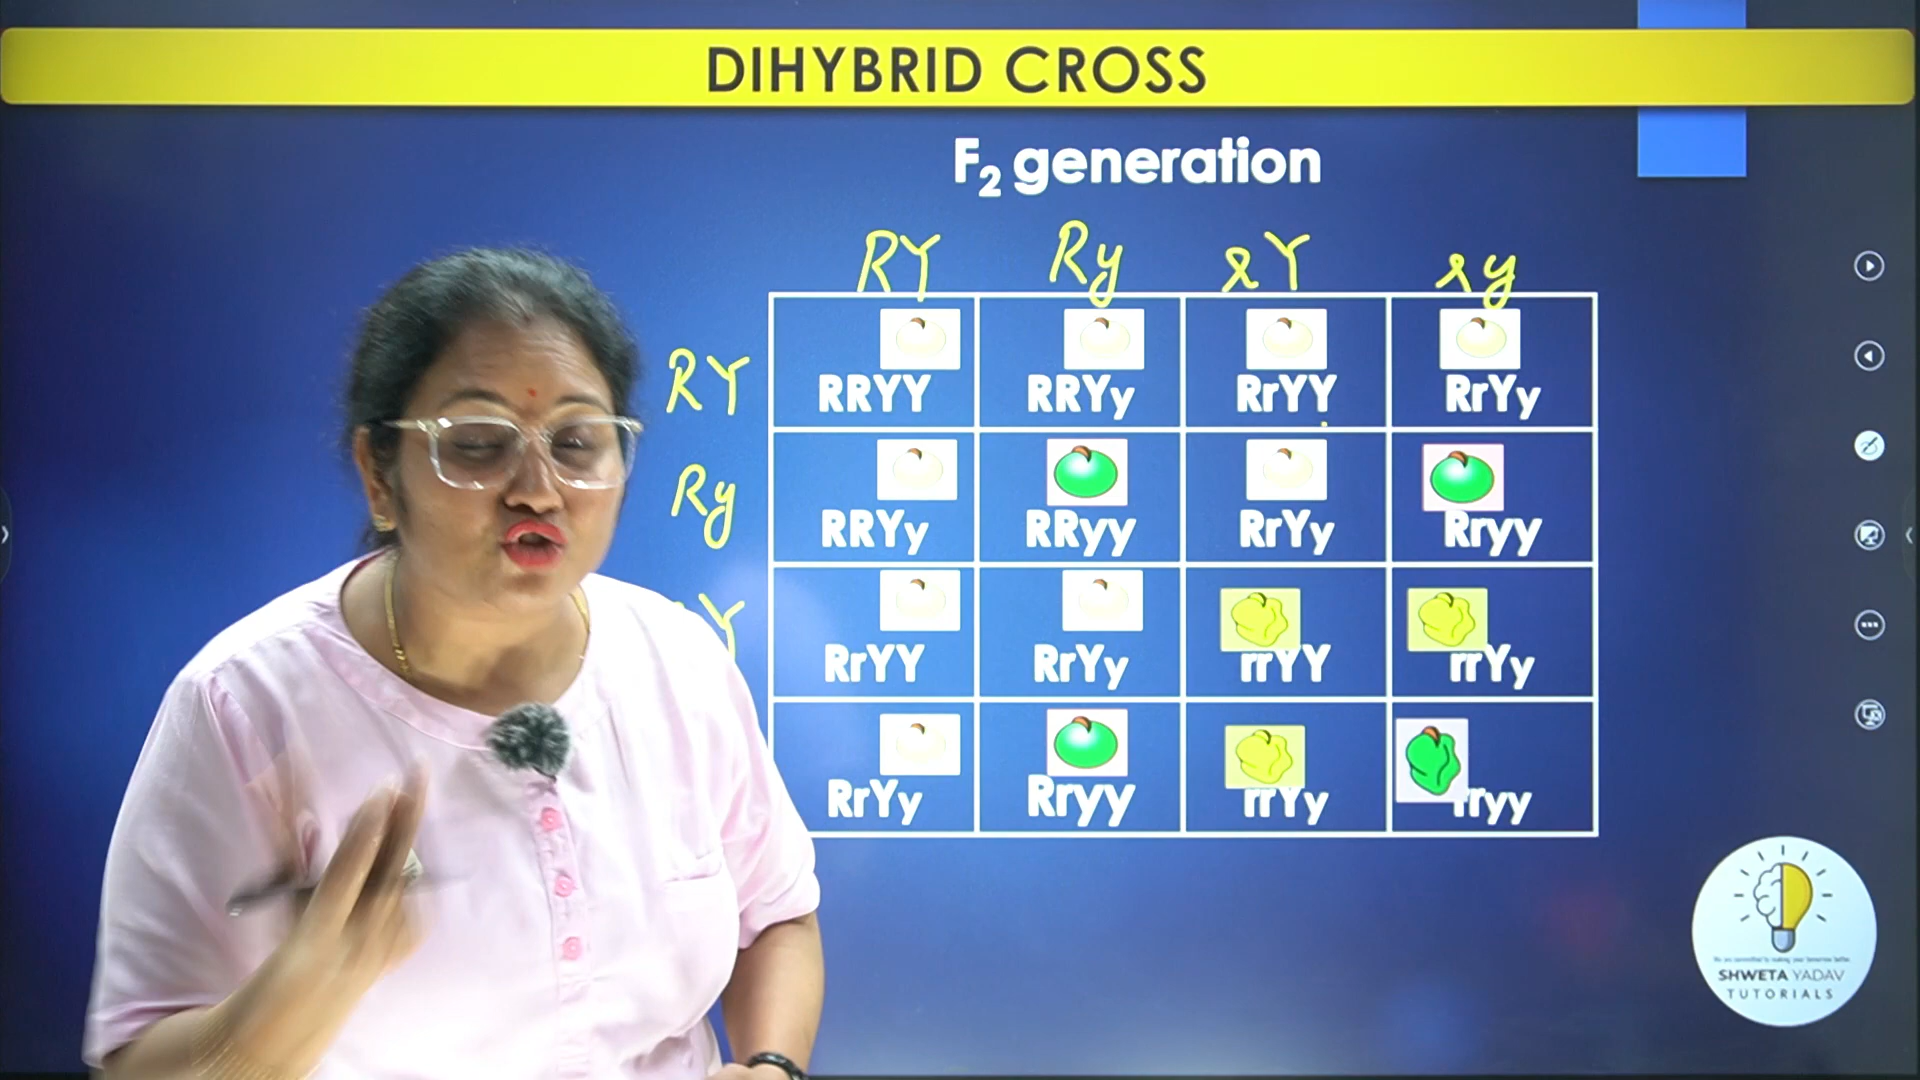 DIHYBRID CROSS
F₂ generation
RY Ry rY ry
RY RRYY RRYy RrYY RrYy
Ry RRYy RRyy RrYy Rryy
Y RrYY RrYy rrYY rrYy
RrYy Rryy rrYy rryy
SHWETA YADAV
TUTORIALS